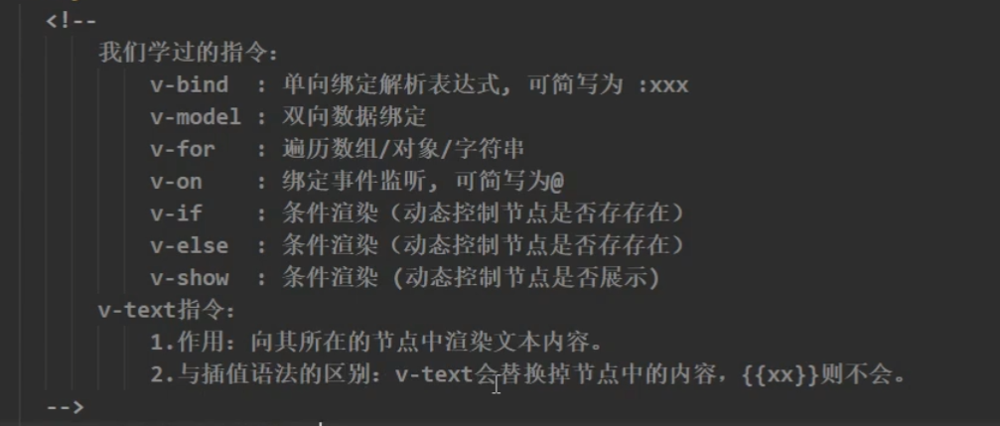 <!--
我们学过的指令：
v-bind : 单向绑定解析表达式, 可简写为 :xxx
v-model : 双向数据绑定
v-for : 遍历数组/对象/字符串
v-on : 绑定事件监听, 可简写为@
v-if : 条件渲染（动态控制节点是否存存在）
v-else : 条件渲染（动态控制节点是否存存在）
v-show : 条件渲染 (动态控制节点是否展示)
v-text指令：
1.作用：向其所在的节点中渲染文本内容。
2.与插值语法的区别：v-text会替换掉节点中的内容，{{xx}}则不会。
-->